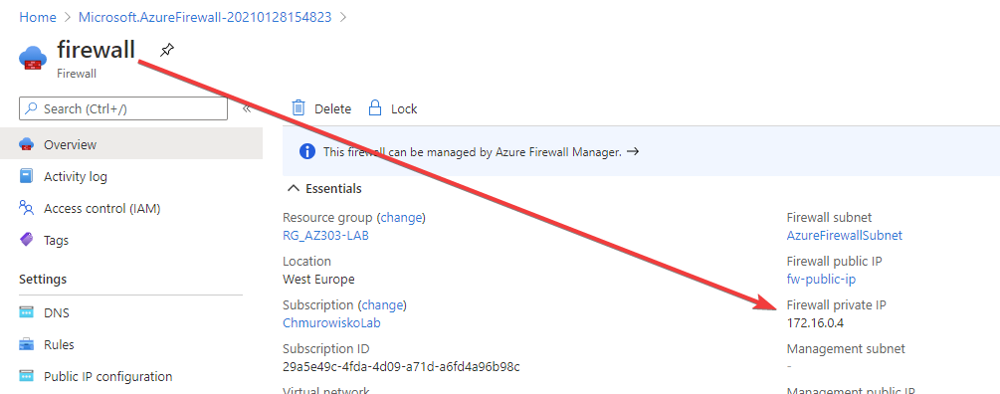 Home > Microsoft.AzureFirewall-20210128154823 >
firewall
Firewall
Search (Ctrl+/)
«
Overview
Activity log
Access control (IAM)
Tags
Settings
DNS
Rules
Public IP configuration
Delete
Lock
This firewall can be managed by Azure Firewall Manager. →
Essentials
Resource group (change)
RG_AZ303-LAB
Location
West Europe
Subscription (change)
ChmurowiskoLab
Subscription ID
29a5e49c-4fda-4d09-a71d-a6fd4a96b98c
Virtual network
Firewall subnet
AzureFirewallSubnet
Firewall public IP
fw-public-ip
Firewall private IP
172.16.0.4
Management subnet
-
Management public IP